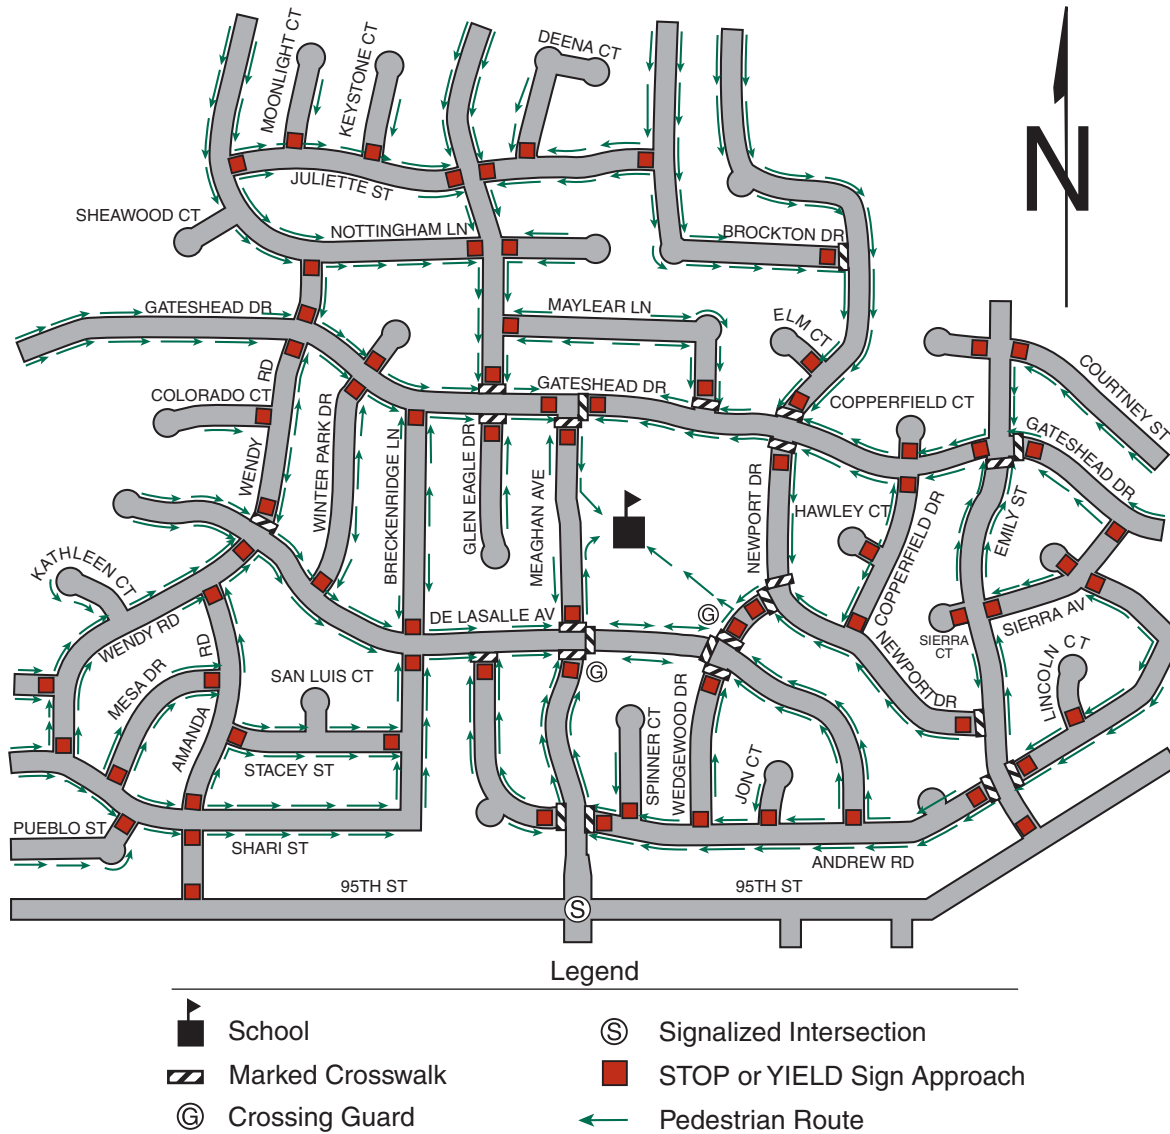 MOONLIGHT CT
KEYSTONE CT
DEENA CT
JULIETTE ST
SHEAWOOD CT
NOTTINGHAM LN
BROCKTON DR
N
GATESHEAD DR
MAYLEAR LN
ELM CT
COURTNEY ST
COLORADO CT
WENDY RD
WINTER PARK DR
GATESHEAD DR
COPPERFIELD CT
GATESHEAD DR
BRECKENRIDGE LN
GLEN EAGLE DR
MEAGHAN AVE
NEWPORT DR
HAWLEY CT
COPPERFIELD DR
EMILY ST
KATHLEEN CT
WENDY RD
DE LASALLE AV
G
SIERRA
CT
SIERRA AV
MESA DR
AMANDA RD
SAN LUIS CT
G
NEWPORT DR
LINCOLN CT
STACEY ST
SPINNER CT
WEDGEWOOD DR
JON CT
PUEBLO ST
SHARI ST
ANDREW RD
95TH ST
95TH ST
S
Legend
School
S Signalized Intersection
Marked Crosswalk
STOP or YIELD Sign Approach
G Crossing Guard
Pedestrian Route